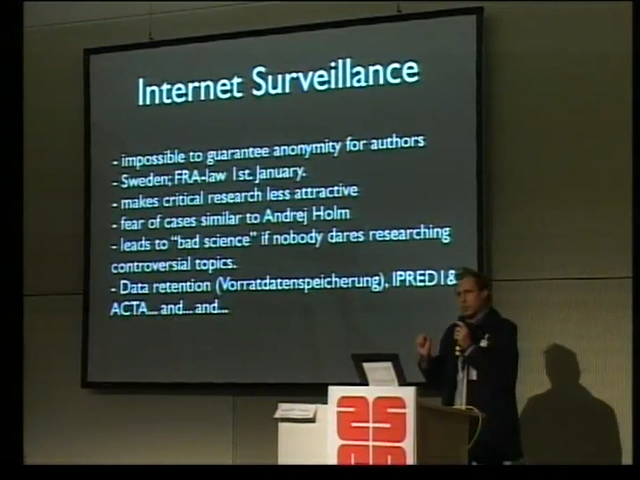 Internet Surveillance
- impossible to guarantee anonymity for authors
- Sweden; FRA-law 1st. January.
- makes critical research less attractive
- fear of cases similar to Andrej Holm
- leads to "bad science" if nobody dares researching
controversial topics.
- Data retention (Vorratdatenspeicherung), IPRED1&
ACTA....and....and...
25